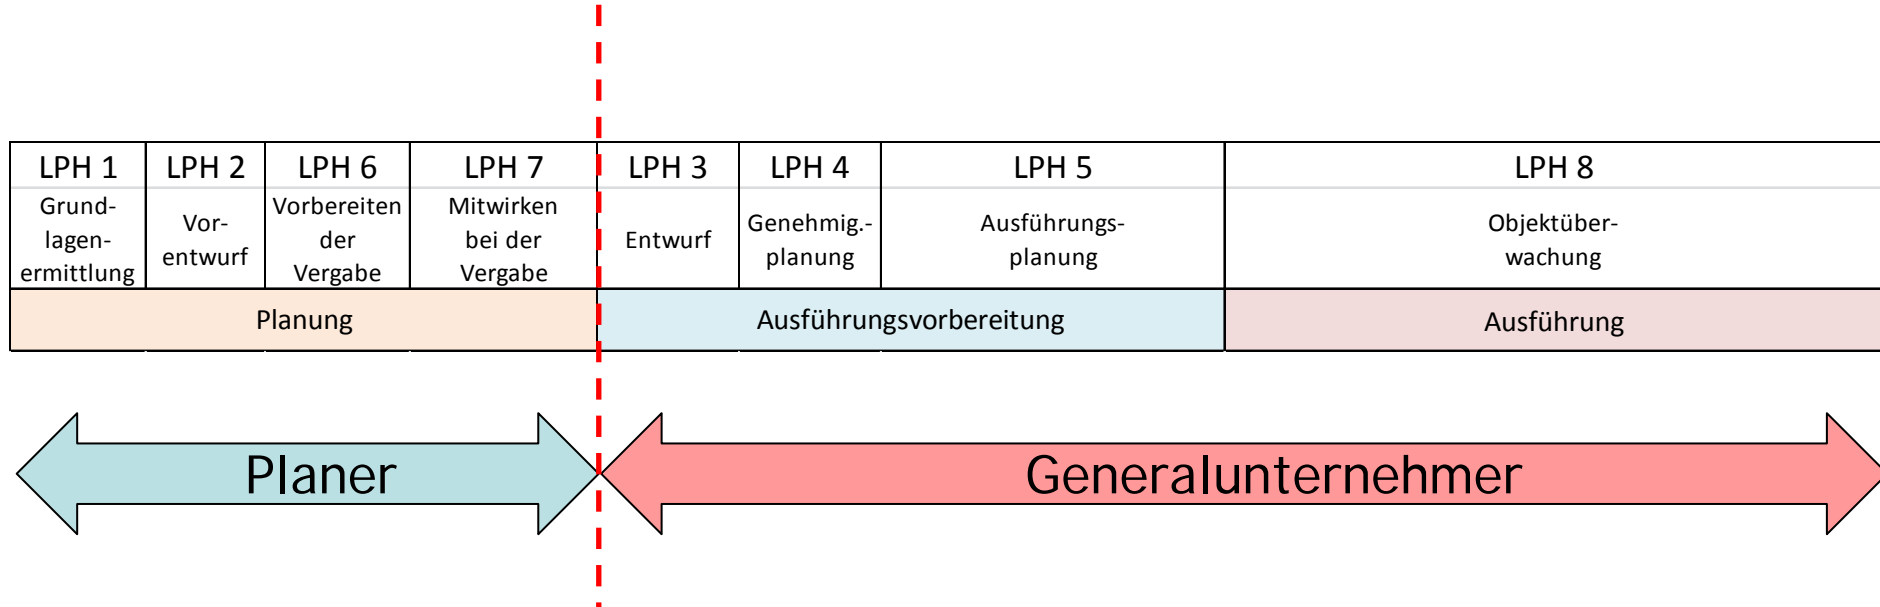 LPH 1 LPH 2 LPH 6 LPH 7 LPH 3 LPH 4 LPH 5 LPH 8
Grund-
lagen-
ermittlung
Vor-
entwurf
Vorbereiten
der
Vergabe
Mitwirken
bei der
Vergabe
Entwurf
Genehmig.-
planung
Ausführungs-
planung
Objektüber-
wachung
Planung Ausführungsvorbereitung Ausführung
Planer Generalunternehmer